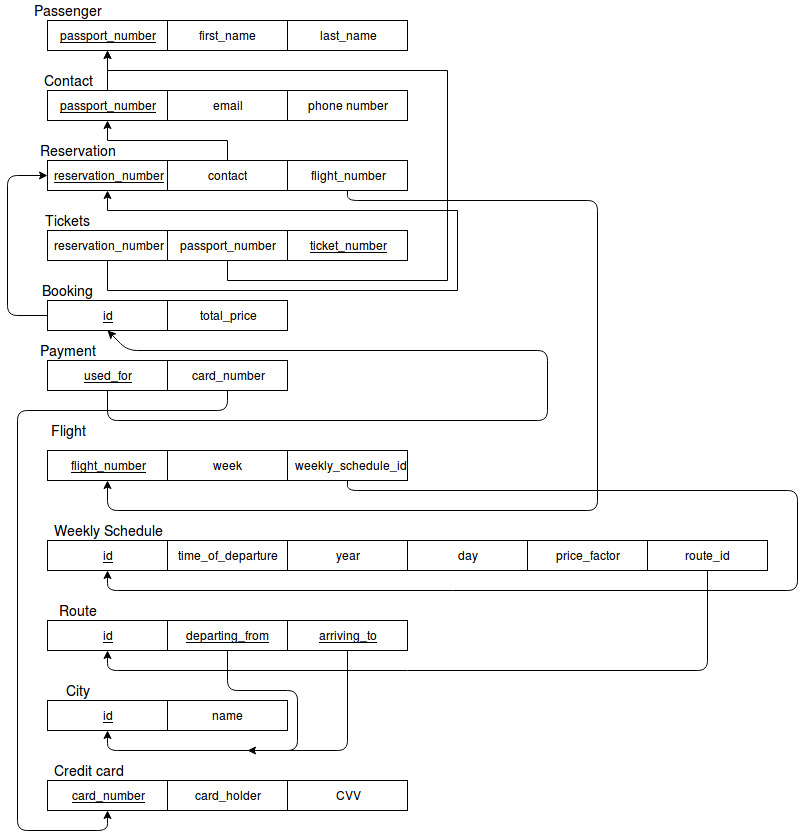 Passenger
passport_number first_name last_name
Contact
passport_number email phone number
Reservation
reservation_number contact flight_number
Tickets
reservation_number passport_number ticket_number
Booking
id total_price
Payment
used_for card_number
Flight
flight_number week weekly_schedule_id
Weekly Schedule
id time_of_departure year day price_factor route_id
Route
id departing_from arriving_to
City
id name
Credit card
card_number card_holder CVV